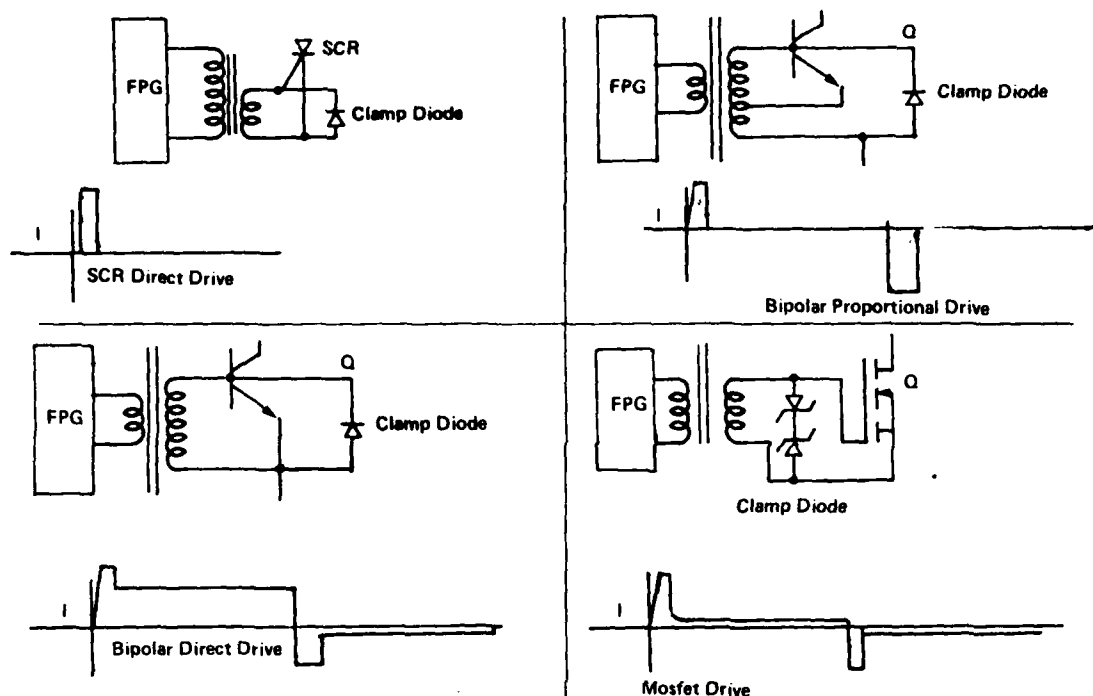 SCR
FPG
Clamp Diode
I
SCR Direct Drive
Q
FPG
Clamp Diode
I
Bipolar Proportional Drive
Q
FPG
Clamp Diode
I
Bipolar Direct Drive
FPG
Q
Clamp Diode
I
Mosfet Drive